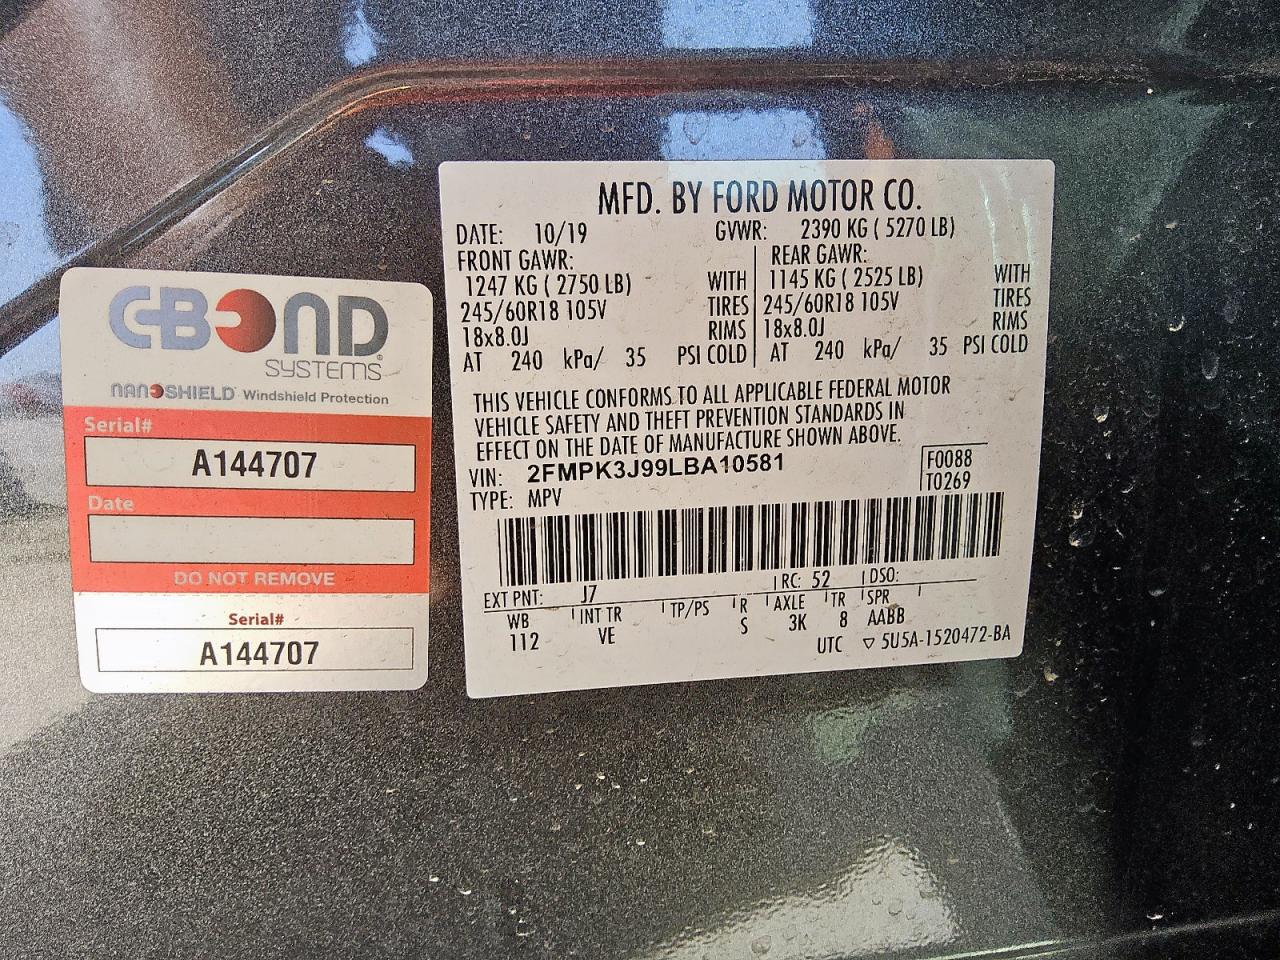 C-BOND
SYSTEMS®
NANOSHIELD Windshield Protection
Serial#
A144707
Date
DO NOT REMOVE
Serial#
A144707
MFD. BY FORD MOTOR CO.
DATE: 10/19 GVWR: 2390 KG ( 5270 LB)
FRONT GAWR: REAR GAWR:
1247 KG ( 2750 LB) WITH 1145 KG ( 2525 LB) WITH
245/60R18 105V TIRES 245/60R18 105V TIRES
18x8.0J RIMS 18x8.0J RIMS
AT 240 kPa/ 35 PSI COLD AT 240 kPa/ 35 PSI COLD
THIS VEHICLE CONFORMS TO ALL APPLICABLE FEDERAL MOTOR
VEHICLE SAFETY AND THEFT PREVENTION STANDARDS IN
EFFECT ON THE DATE OF MANUFACTURE SHOWN ABOVE.
VIN: 2FMPK3J99LBA10581 F0088
TYPE: MPV T0269
EXT PNT: J7 RC: 52 DSO:
WB INT TR TP/PS R AXLE TR SPR
112 VE S 3K 8 AABB
UTC ▽ 5U5A-1520472-BA